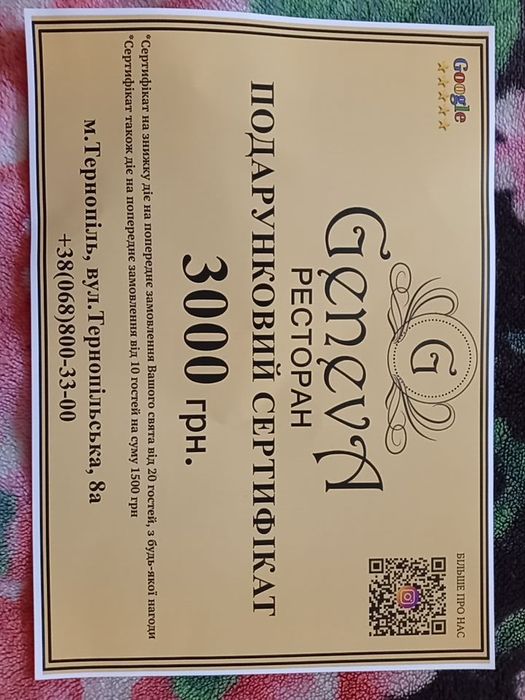 Google
БІЛЬШЕ ПРО НАС
G
GENEVA
РЕСТОРАН
ПОДАРУНКОВИЙ СЕРТИФІКАТ
3000 грн.
*Сертифікат на знижку діє на попереднє замовлення Вашого свята від 20 гостей, з будь-якої нагоди
*Сертифікат також діє на попереднє замовлення від 10 гостей на суму 1500 грн
м.Тернопіль, вул.Тернопільська, 8а
+38(068)800-33-00